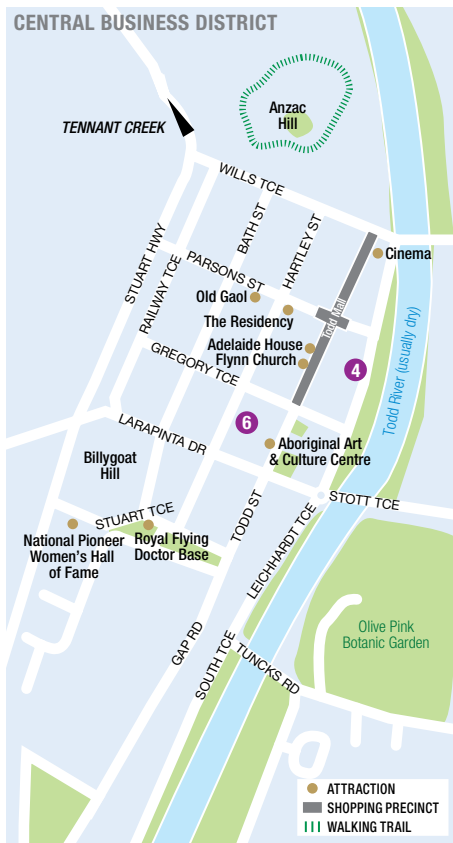 CENTRAL BUSINESS DISTRICT
Anzac
Hill
TENNANT CREEK
WILLS TCE
BATH ST
HARTLEY ST
STUART HWY
RAILWAY TCE
PARSONS ST
Cinema
Old Gaol
The Residency
Todd Mall
Adelaide House
Flynn Church
GREGORY TCE
4
Todd River (usually dry)
6
LARAPINTA DR
Aboriginal Art
& Culture Centre
Billygoat
Hill
STOTT TCE
STUART TCE
TODD ST
LEICHHARDT TCE
National Pioneer
Women's Hall
of Fame
Royal Flying
Doctor Base
Olive Pink
Botanic Garden
GAP RD
SOUTH TCE
TUNCKS RD
ATTRACTION
SHOPPING PRECINCT
WALKING TRAIL